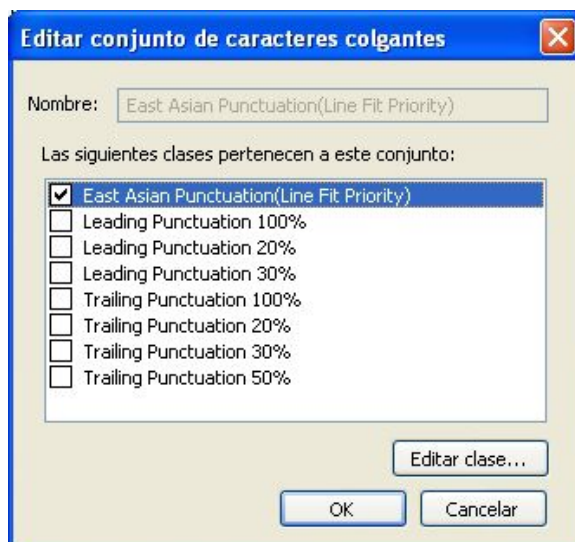 Editar conjunto de caracteres colgantes
Nombre: East Asian Punctuation(Line Fit Priority)
Las siguientes clases pertenecen a este conjunto:
East Asian Punctuation(Line Fit Priority)
Leading Punctuation 100%
Leading Punctuation 20%
Leading Punctuation 30%
Trailing Punctuation 100%
Trailing Punctuation 20%
Trailing Punctuation 30%
Trailing Punctuation 50%
Editar clase...
OK Cancelar